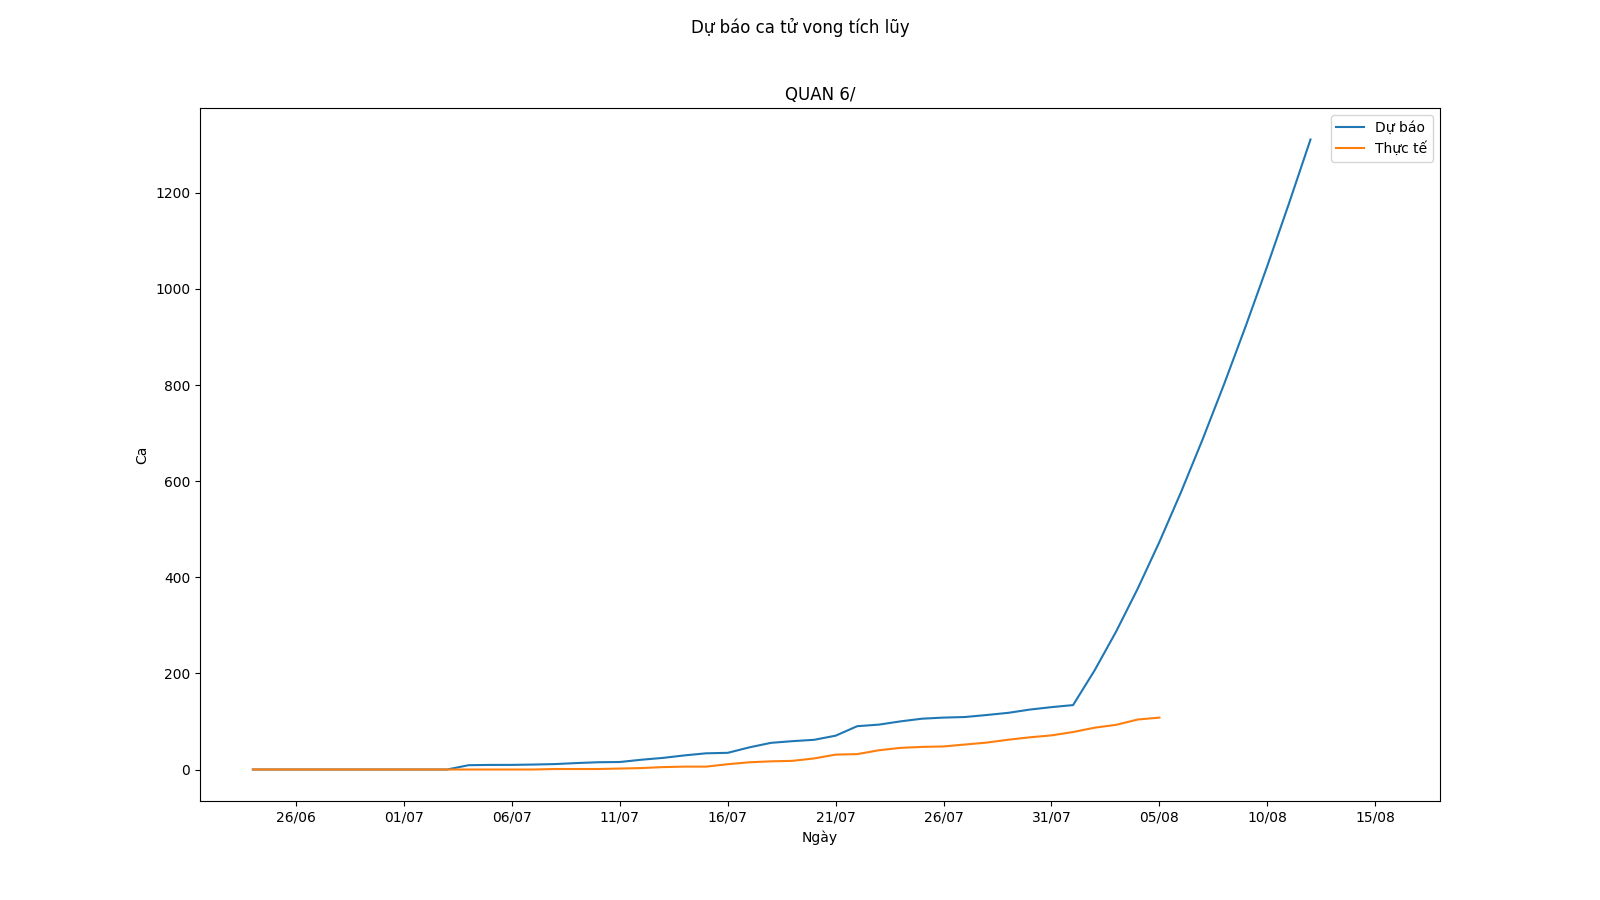 Dự báo ca tử vong tích lũy
QUAN 6/
Dự báo
Thực tế
1200
1000
800
600
400
200
0
Ca
26/06 01/07 06/07 11/07 16/07 21/07 26/07 31/07 05/08 10/08 15/08
Ngày